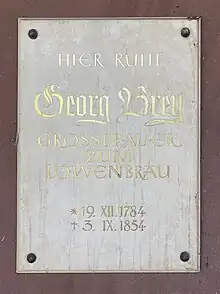 HIER RUHT
Georg Brey
GROSSBRAUER
ZUM
LÖWENBRÄU
* 19. XII. 1784
† 3. IX. 1854